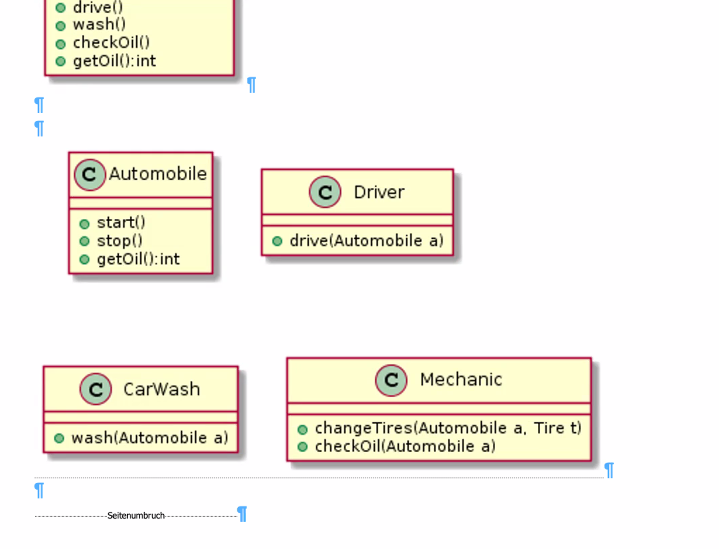 drive()
wash()
checkOil()
getOil():int
¶
¶
¶
C Automobile
start()
stop()
getOil():int
C Driver
drive(Automobile a)
C CarWash
wash(Automobile a)
C Mechanic
changeTires(Automobile a, Tire t)
checkOil(Automobile a)
¶
¶
Seitenumbruch ¶